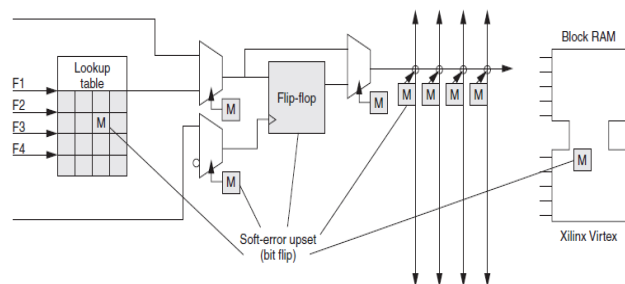 Block RAM
Lookup
table
F1
F2
F3
F4
M
M
Flip-flop
M
M
M
M
M
M
M
M
Soft-error upset
(bit flip)
Xilinx Virtex